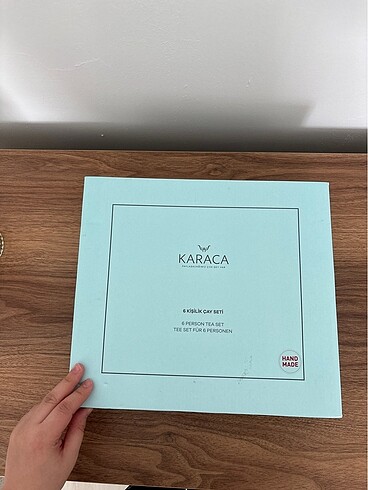 KARACA
6 KİŞİLİK ÇAY SETİ
6 PERSON TEA SET
TEE SET FÜR 6 PERSONEN
HAND
MADE